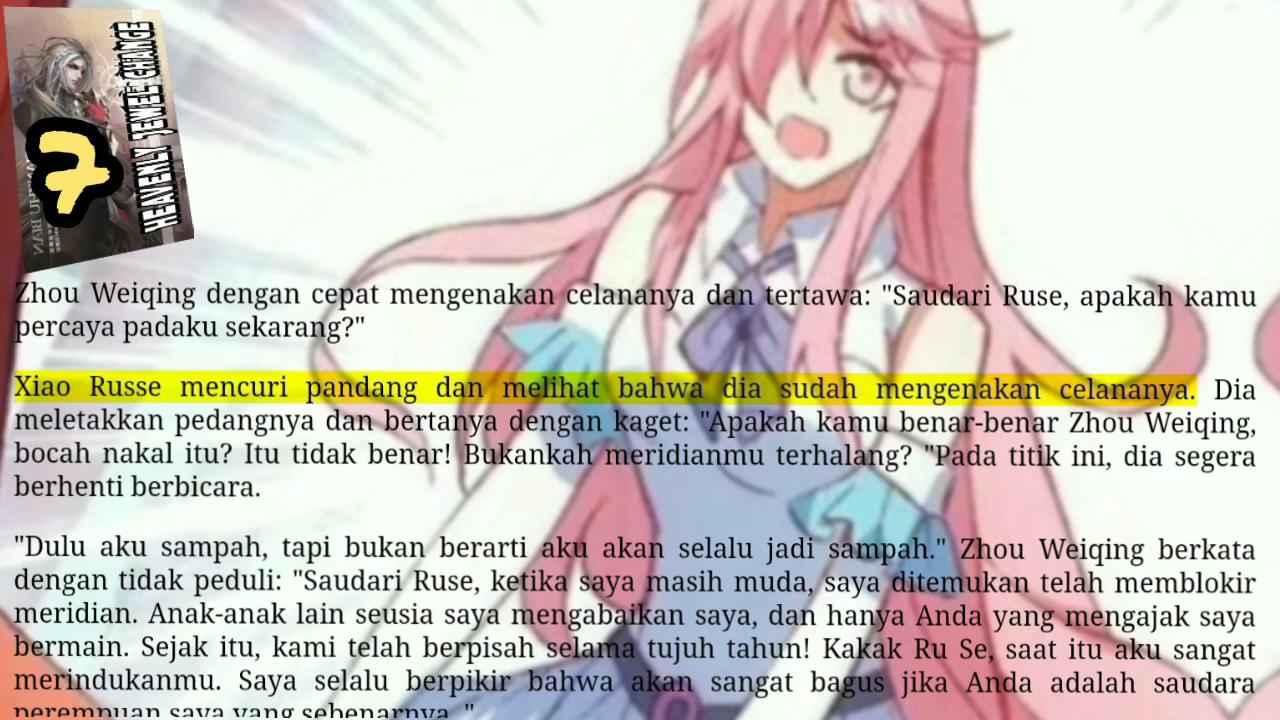 HEAVENLY JEWEL CHANGE
7
Zhou Weiqing dengan cepat mengenakan celananya dan tertawa: "Saudari Ruse, apakah kamu
percaya padaku sekarang?"
Xiao Russe mencuri pandang dan melihat bahwa dia sudah mengenakan celananya. Dia
meletakkan pedangnya dan bertanya dengan kaget: "Apakah kamu benar-benar Zhou Weiqing,
bocah nakal itu? Itu tidak benar! Bukankah meridianmu terhalang? "Pada titik ini, dia segera
berhenti berbicara.
"Dulu aku sampah, tapi bukan berarti aku akan selalu jadi sampah." Zhou Weiqing berkata
dengan tidak peduli: "Saudari Ruse, ketika saya masih muda, saya ditemukan telah memblokir
meridian. Anak-anak lain seusia saya mengabaikan saya, dan hanya Anda yang mengajak saya
bermain. Sejak itu, kami telah berpisah selama tujuh tahun! Kakak Ru Se, saat itu aku sangat
merindukanmu. Saya selalu berpikir bahwa akan sangat bagus jika Anda adalah saudara
perempuan saya yang sebenarnya. "